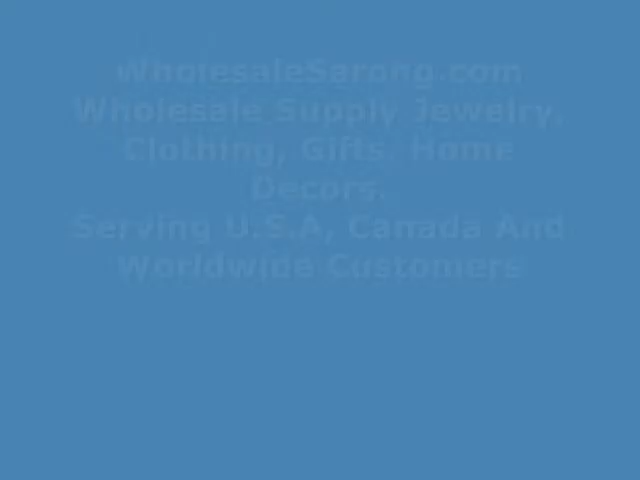 WholesaleSarong.com
Wholesale Supply Jewelry,
Clothing, Gifts, Home
Decors.
Serving U.S.A, Canada And
Worldwide Customers